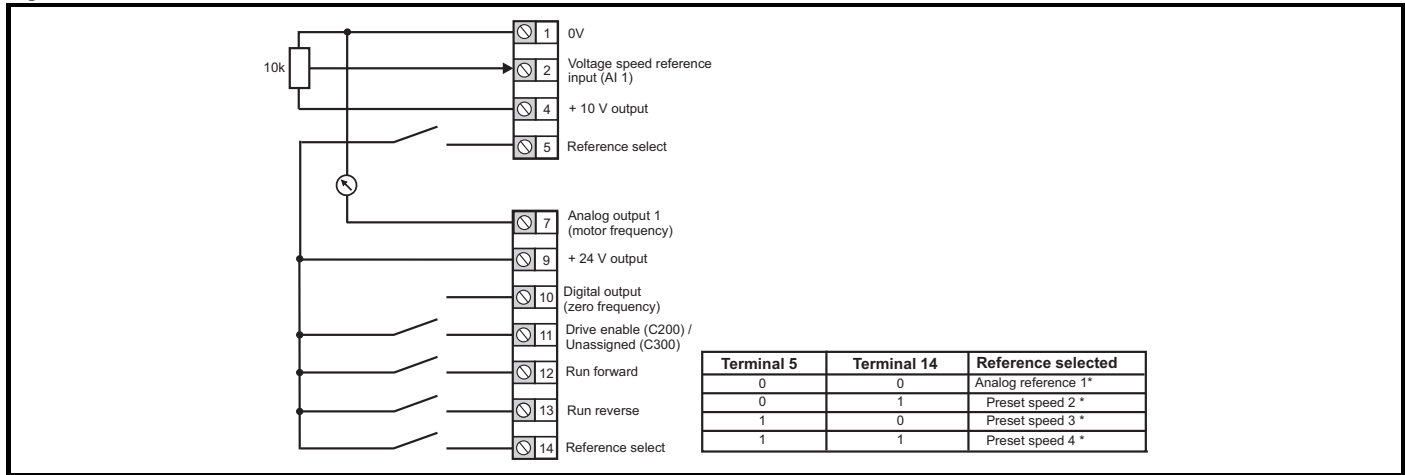 10k
1 0V
2 Voltage speed reference
input (AI 1)
4 + 10 V output
5 Reference select
7 Analog output 1
(motor frequency)
9 + 24 V output
10 Digital output
(zero frequency)
11 Drive enable (C200) /
Unassigned (C300)
12 Run forward
13 Run reverse
14 Reference select
Terminal 5 Terminal 14 Reference selected
0 0 Analog reference 1*
0 1 Preset speed 2 *
1 0 Preset speed 3 *
1 1 Preset speed 4 *